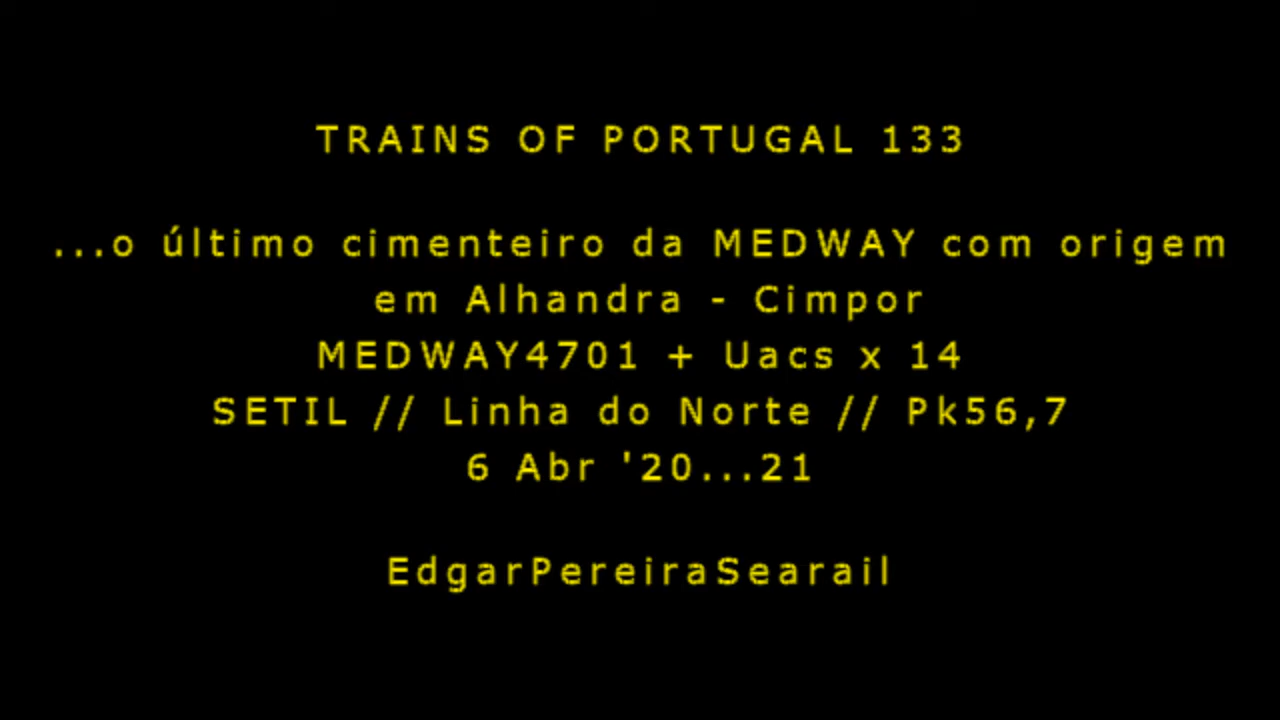 TRAINS OF PORTUGAL 133
...o último cimenteiro da MEDWAY com origem
em Alhandra - Cimpor
MEDWAY4701 + Uacs x 14
SETIL // Linha do Norte // Pk56,7
6 Abr '20...21
EdgarPereiraSearail